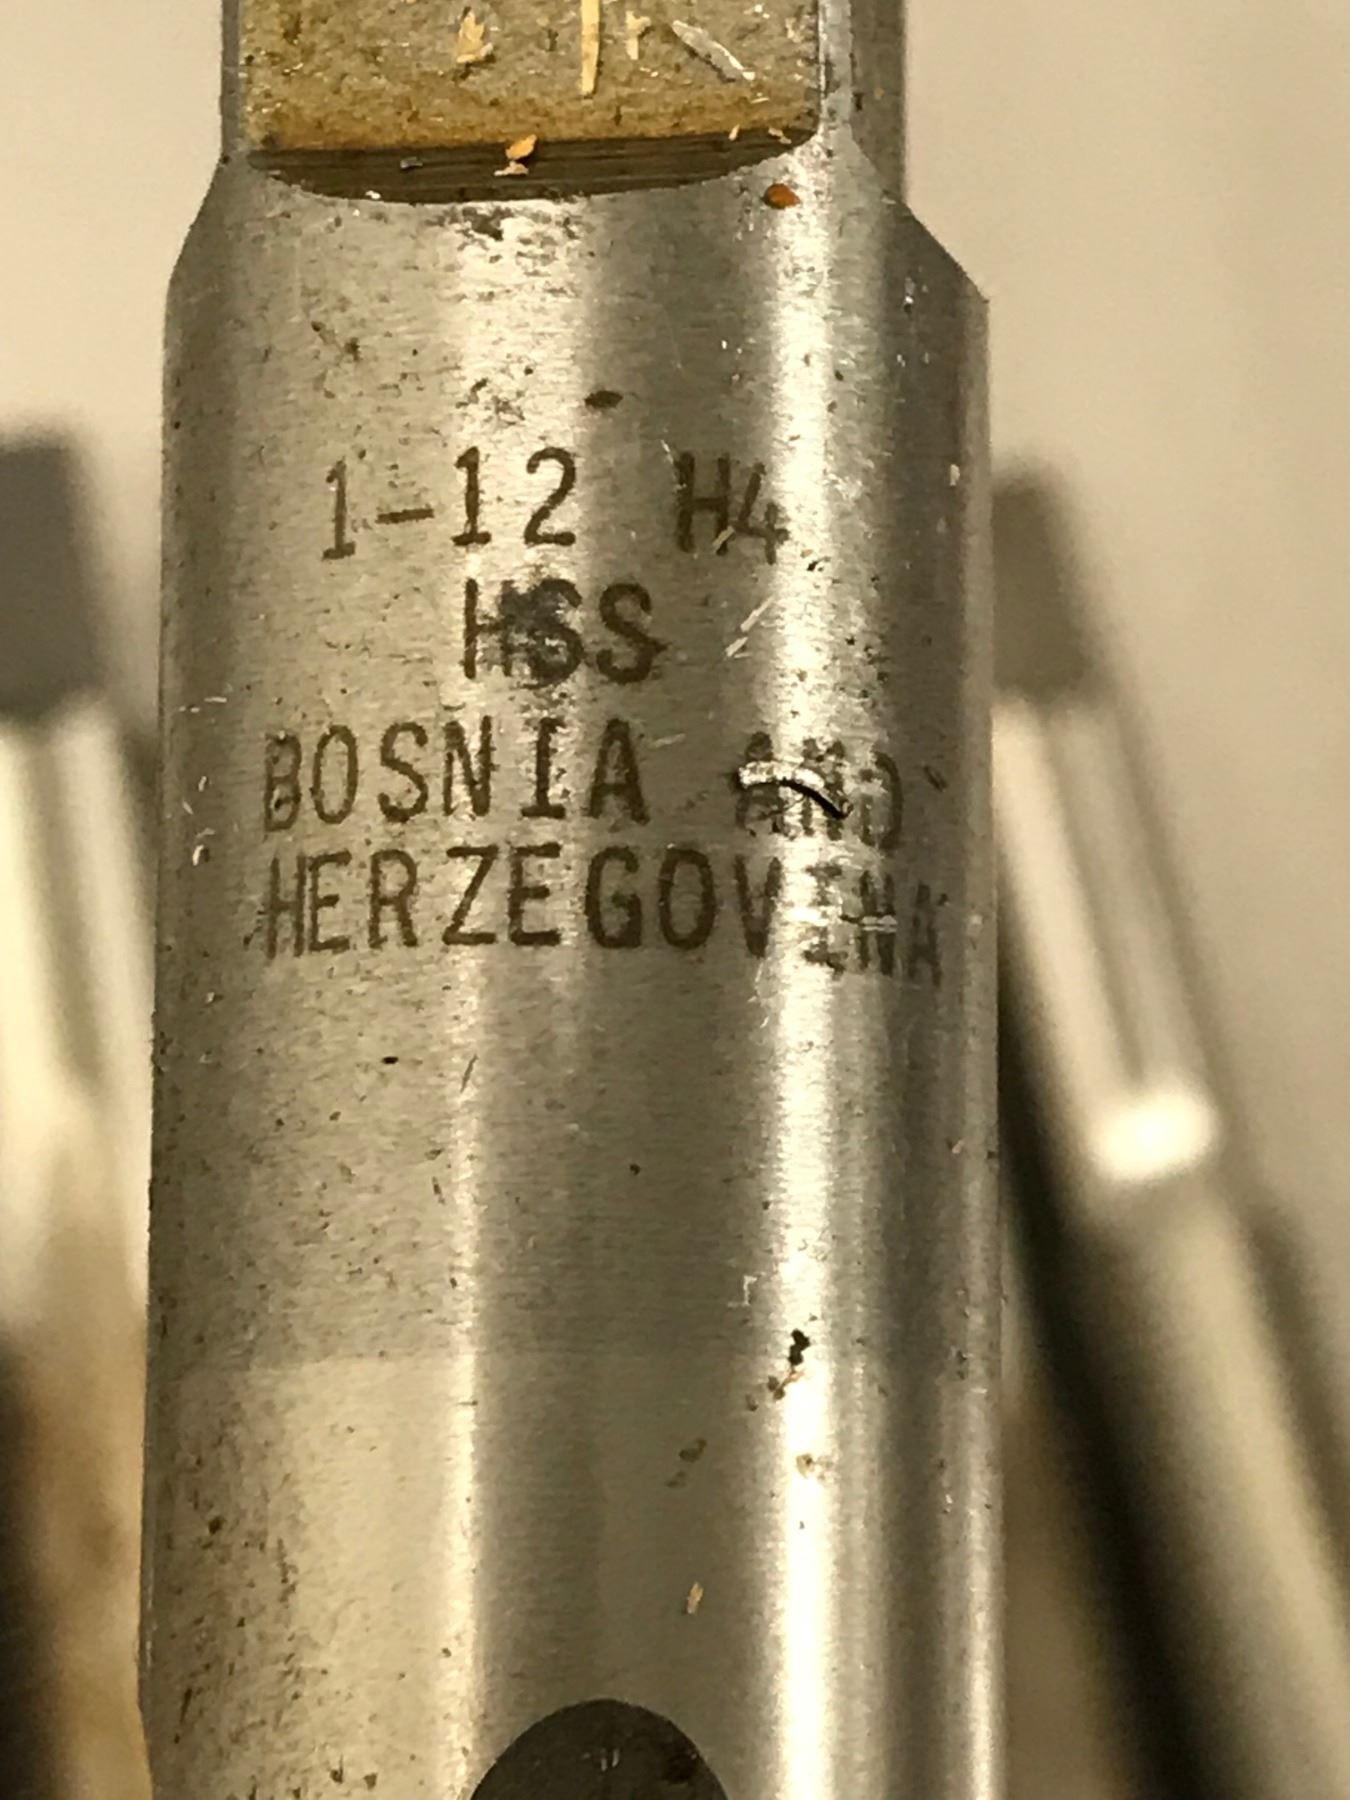 1-12 H4
HSS
BOSNIA AND
HERZEGOVINA